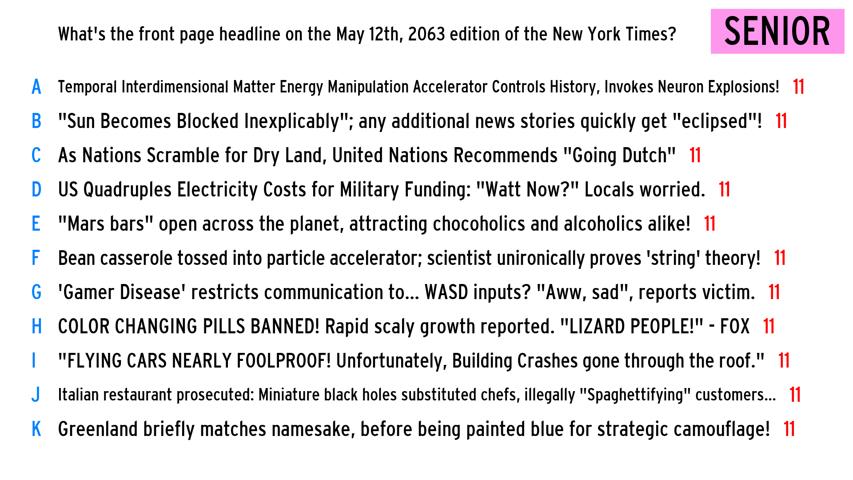 What's the front page headline on the May 12th, 2063 edition of the New York Times?
SENIOR
A Temporal Interdimensional Matter Energy Manipulation Accelerator Controls History, Invokes Neuron Explosions! 11
B "Sun Becomes Blocked Inexplicably"; any additional news stories quickly get "eclipsed"! 11
C As Nations Scramble for Dry Land, United Nations Recommends "Going Dutch" 11
D US Quadruples Electricity Costs for Military Funding: "Watt Now?" Locals worried. 11
E "Mars bars" open across the planet, attracting chocoholics and alcoholics alike! 11
F Bean casserole tossed into particle accelerator; scientist unironically proves 'string' theory! 11
G 'Gamer Disease' restricts communication to... WASD inputs? "Aww, sad", reports victim. 11
H COLOR CHANGING PILLS BANNED! Rapid scaly growth reported. "LIZARD PEOPLE!" - FOX 11
I "FLYING CARS NEARLY FOOLPROOF! Unfortunately, Building Crashes gone through the roof." 11
J Italian restaurant prosecuted: Miniature black holes substituted chefs, illegally "Spaghettifying" customers... 11
K Greenland briefly matches namesake, before being painted blue for strategic camouflage! 11